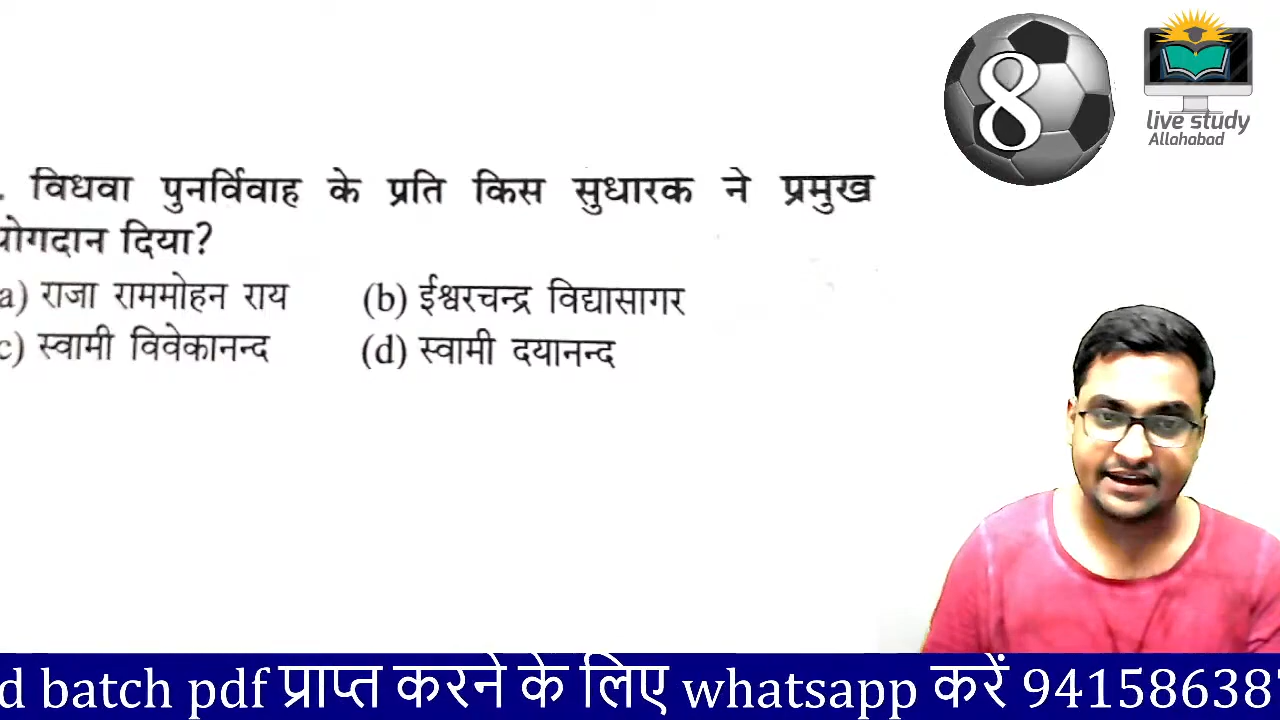 8
live study
Allahabad
. विधवा पुनर्विवाह के प्रति किस सुधारक ने प्रमुख
योगदान दिया?
a) राजा राममोहन राय (b) ईश्वरचन्द्र विद्यासागर
c) स्वामी विवेकानन्द (d) स्वामी दयानन्द
d batch pdf प्राप्त करने के लिए whatsapp करें 94158638